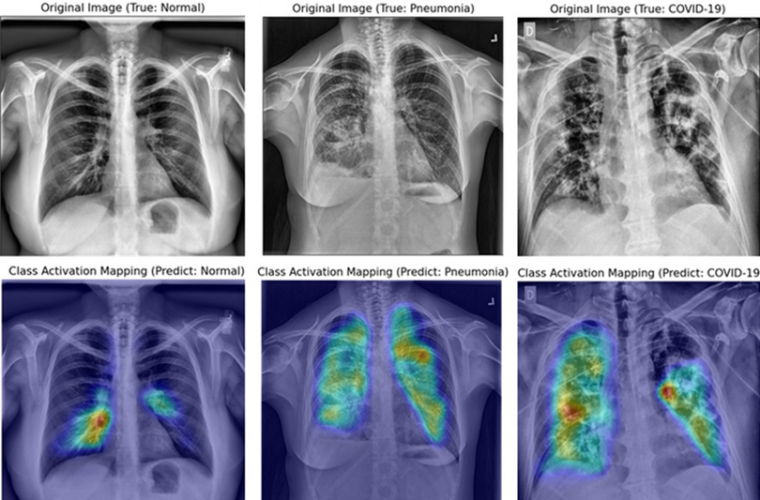 Original Image (True: Normal)
Original Image (True: Pneumonia)
Original Image (True: COVID-19)
D
Class Activation Mapping (Predict: Normal)
Class Activation Mapping (Predict: Pneumonia)
Class Activation Mapping (Predict: COVID-19
D